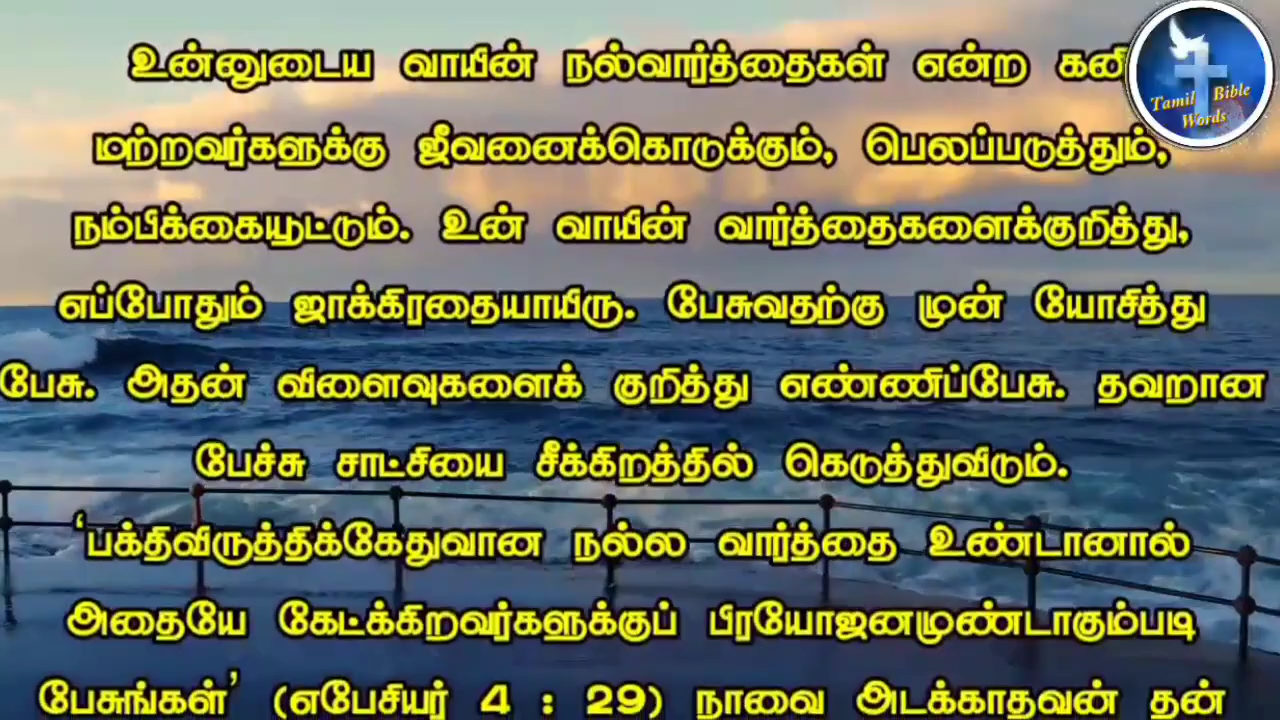 உன்னுடைய வாயின் நல்வார்த்தைகள் என்ற
மற்றவர்களுக்கு ஜீவனைக்கொடுக்கும், பெலப்படுத்தும்,
நம்பிக்கையூட்டும். உன் வாயின் வார்த்தைகளைக்குறித்து,
எப்போதும் ஜாக்கிரதையாயிரு. பேசுவதற்கு முன் யோசித்து
பேசு. அதன் விளைவுகளைக் குறித்து எண்ணிப்பேசு. தவறான
பேச்சு சாட்சியை சீக்கிறத்தில் கெடுத்துவிடும்.
‘பக்திவிருத்திக்கேதுவான நல்ல வார்த்தை உண்டானால்
அதையே கேட்க்கிறவர்களுக்குப் பிரயோஜனமுண்டாகும்படி
பேசுங்கள்’ (எபேசியர் 4 : 29) நாவை அடக்காதவன் தன்
Tamil Bible
Words